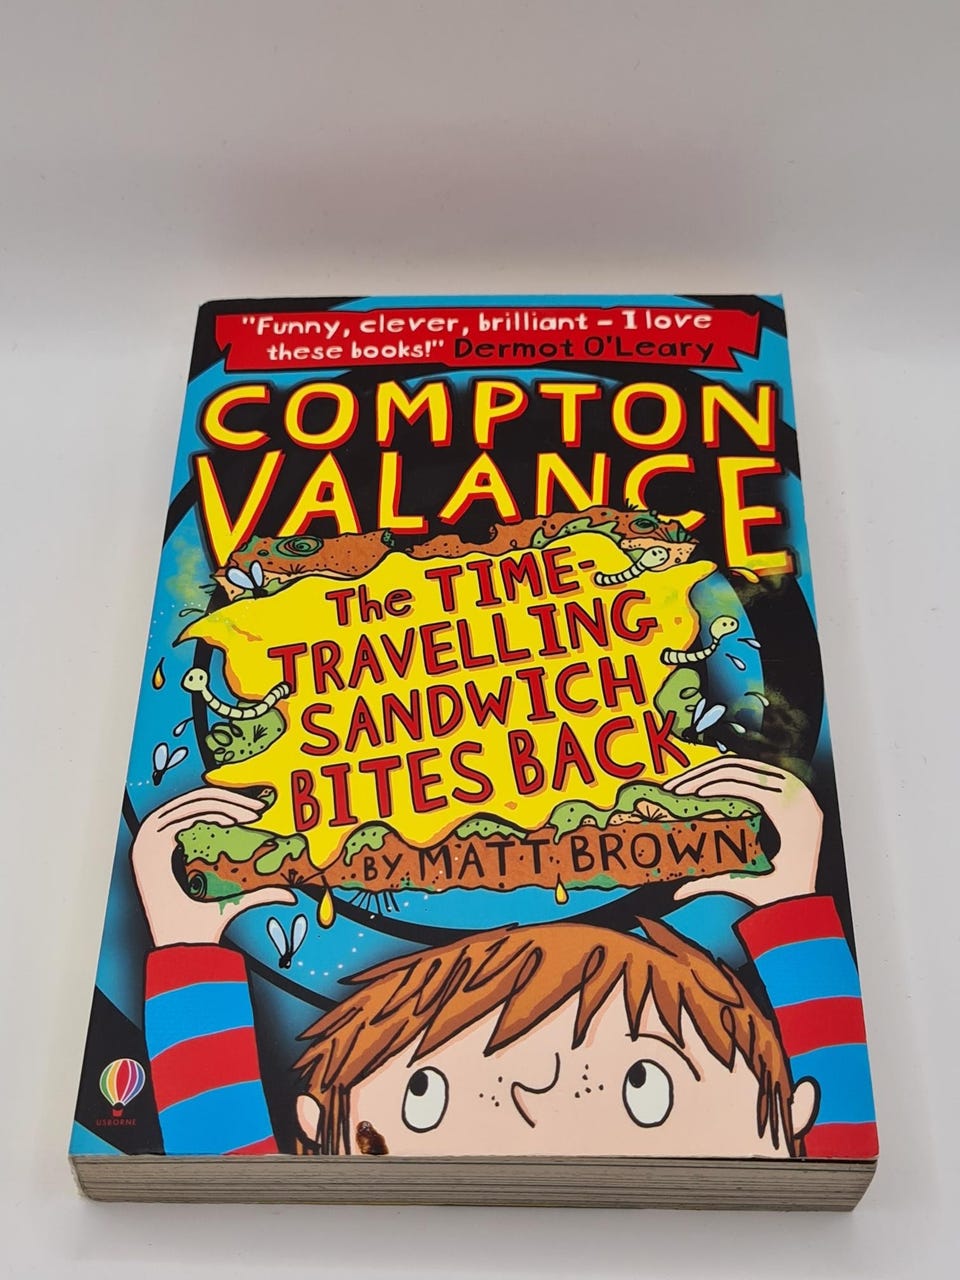 "Funny, clever, brilliant – I love
these books!" Dermot O'Leary
COMPTON
VALANCE
The TIME-
TRAVELLING
SANDWICH
BITES BACK
BY MATT BROWN
USBORNE